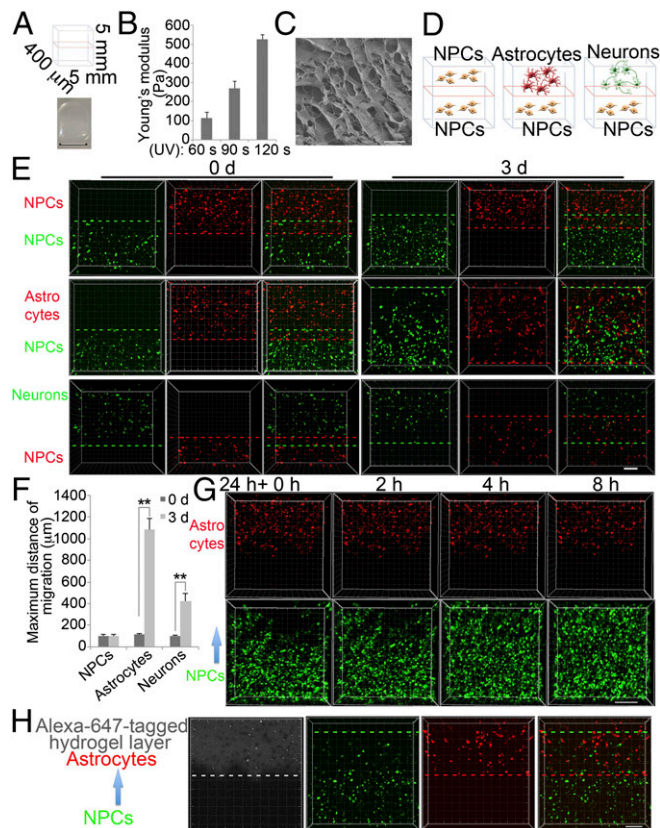 A
400 μm
5 mm
5 mm
B
Young's modulus
(Pa)
600
500
400
300
200
100
0
(UV): 60 s 90 s 120 s
C
D
NPCs Astrocytes Neurons
NPCs NPCs NPCs
E
0 d 3 d
NPCs
NPCs
Astro
cytes
NPCs
Neurons
NPCs
F
Maximum distance of
migration (μm)
1400
1200
1000
800
600
400
200
0
0 d
3 d
**
**
NPCs
Astrocytes
Neurons
G
24 h+ 0 h 2 h 4 h 8 h
Astro
cytes
NPCs
H
Alexa-647-tagged
hydrogel layer
Astrocytes
NPCs